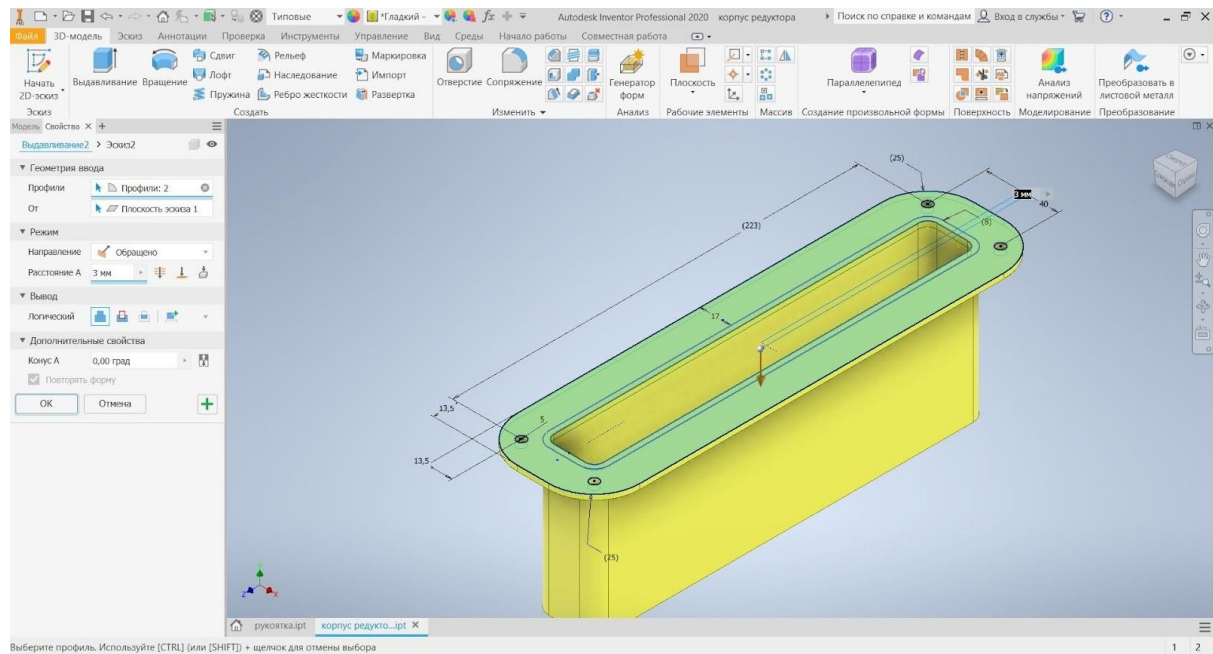 PRO
Типовые
*Гладкий -
fx
Autodesk Inventor Professional 2020 корпус редуктора
Поиск по справке и командам
Вход в службы
Файл 3D-модель Эскиз Аннотации Проверка Инструменты Управление Вид Среды Начало работы Совместная работа
Начать 2D-эскиз
Выдавливание Вращение
Сдвиг Рельеф Маркировка
Лофт Наследование Импорт
Пружина Ребро жесткости Развертка
Отверстие Сопряжение
Генератор форм
Плоскость
Параллелепипед
Анализ напряжений
Преобразовать в листовой металл
Эскиз Создать Изменить Анализ Рабочие элементы Массив Создание произвольной формы Поверхность Моделирование Преобразование
Модель Свойства × +
Выдавливание2 > Эскиз2
Геометрия ввода
Профили Профили: 2
От Плоскость эскиза 1
Режим
Направление Обращено
Расстояние A 3 мм
Вывод
Логический
Дополнительные свойства
Конус A 0,00 град
Повторять форму
OK Отмена
(25)
3 мм
40
(8)
(223)
17
13,5
5
13,5
(25)
Y
Z X
рукоятка.ipt корпус редукто...ipt ×
Выберите профиль. Используйте [CTRL] (или [SHIFT]) + щелчок для отмены выбора
1 2